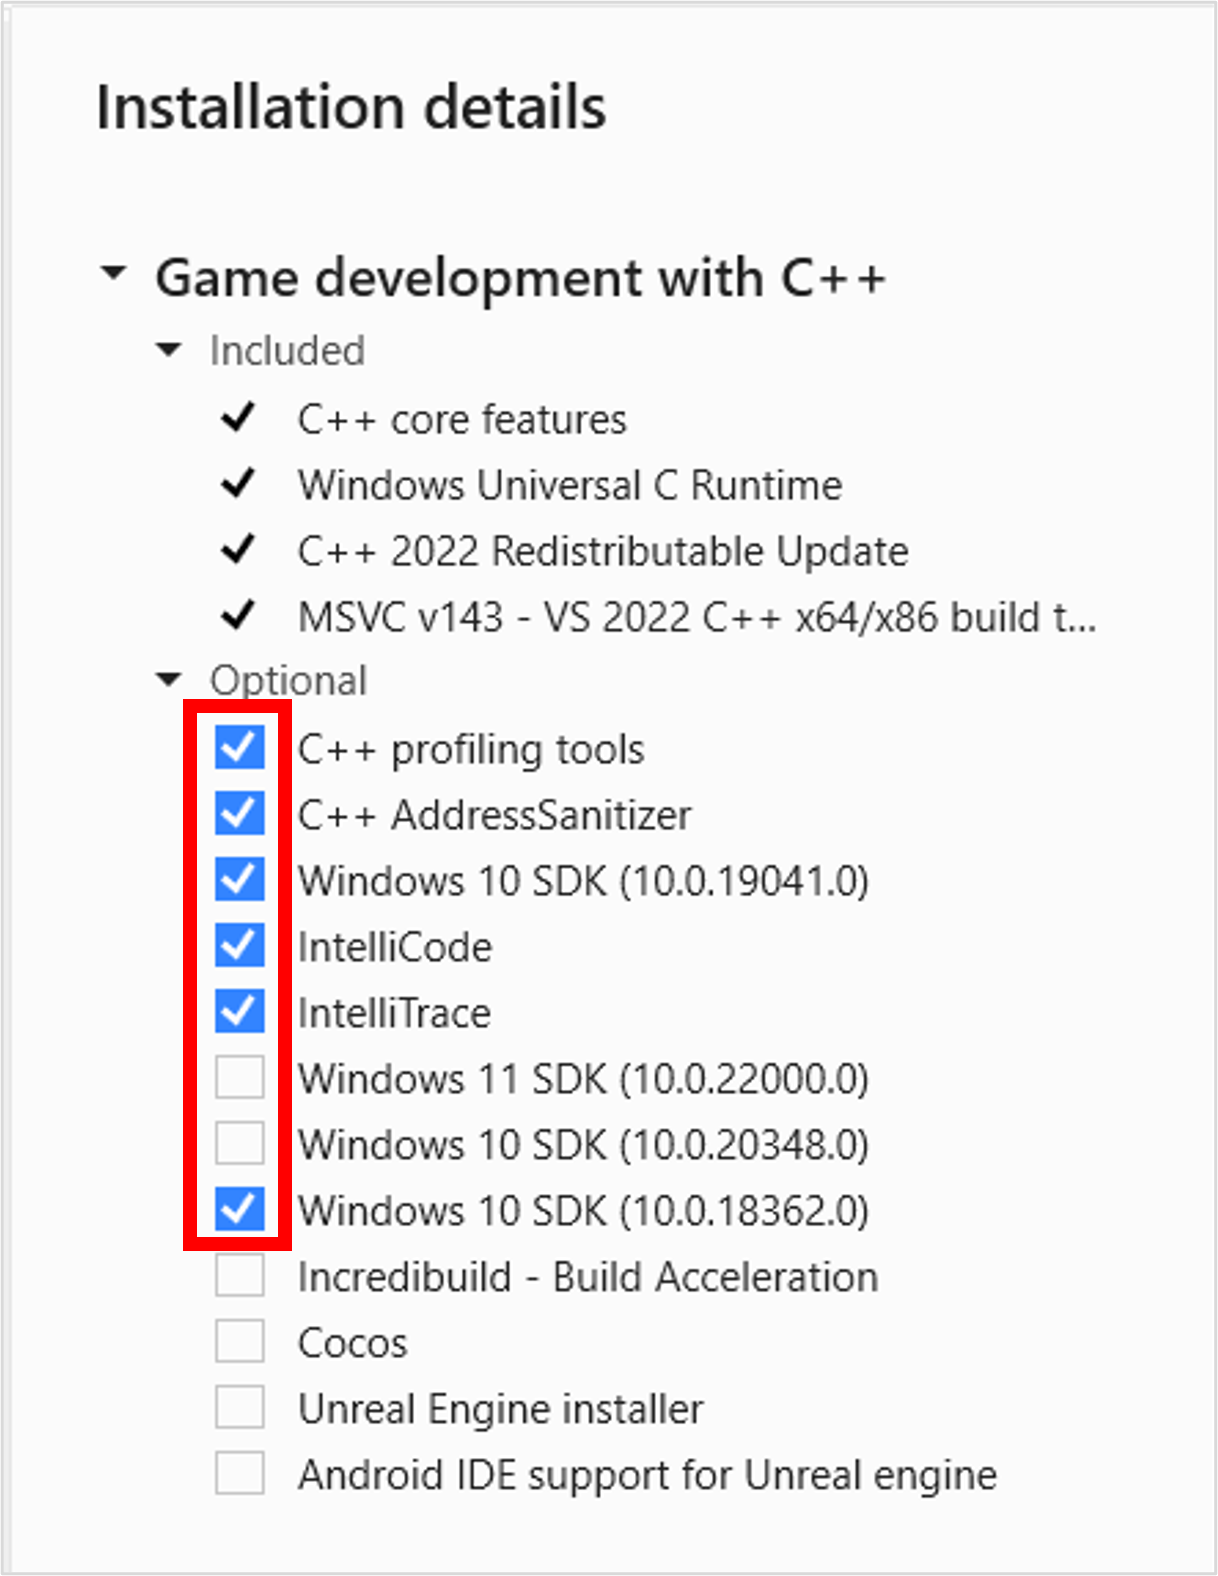 Installation details
Game development with C++
Included
C++ core features
Windows Universal C Runtime
C++ 2022 Redistributable Update
MSVC v143 - VS 2022 C++ x64/x86 build t...
Optional
C++ profiling tools
C++ AddressSanitizer
Windows 10 SDK (10.0.19041.0)
IntelliCode
IntelliTrace
Windows 11 SDK (10.0.22000.0)
Windows 10 SDK (10.0.20348.0)
Windows 10 SDK (10.0.18362.0)
Incredibuild - Build Acceleration
Cocos
Unreal Engine installer
Android IDE support for Unreal engine